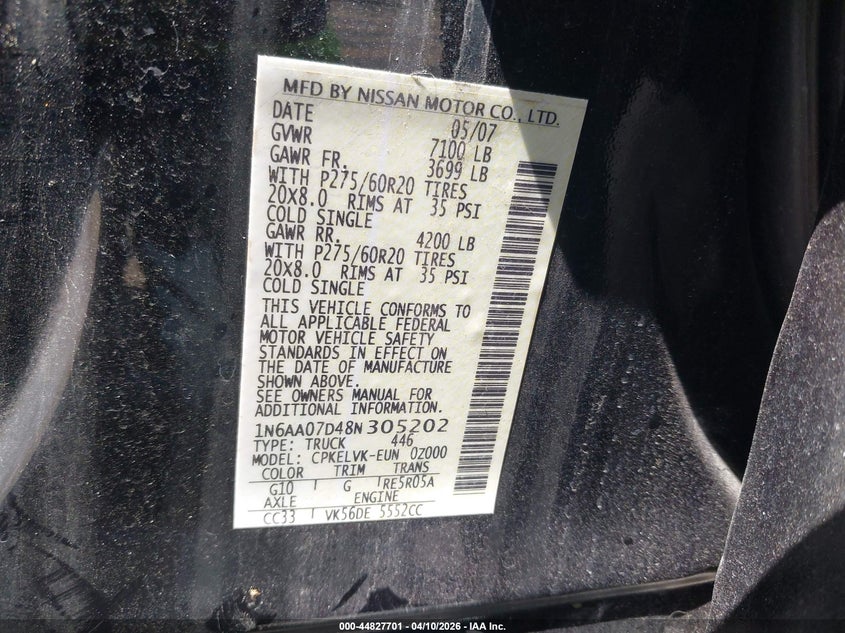 MFD BY NISSAN MOTOR CO., LTD.
DATE 05/07
GVWR 7100 LB
GAWR FR. 3699 LB
WITH P275/60R20 TIRES
20X8.0 RIMS AT 35 PSI
COLD SINGLE
GAWR RR. 4200 LB
WITH P275/60R20 TIRES
20X8.0 RIMS AT 35 PSI
COLD SINGLE
THIS VEHICLE CONFORMS TO
ALL APPLICABLE FEDERAL
MOTOR VEHICLE SAFETY
STANDARDS IN EFFECT ON
THE DATE OF MANUFACTURE
SHOWN ABOVE.
SEE OWNERS MANUAL FOR
ADDITIONAL INFORMATION.
1N6AA07D48N305202
TYPE: TRUCK 446
MODEL: CPKELVK-EUN 0Z000
COLOR TRIM TRANS
G10 G RE5R05A
AXLE ENGINE
CC33 VK56DE 5552CC
000-44827701 - 04/10/2026 - IAA Inc.